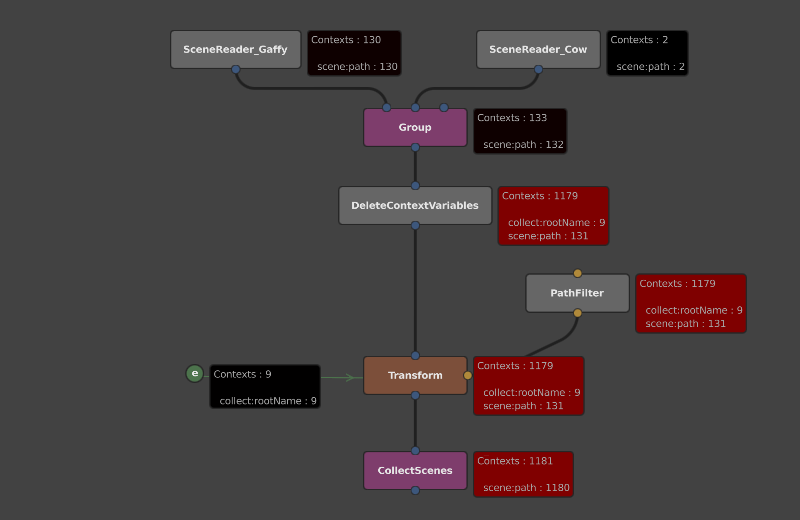 SceneReader_Gaffy
Contexts : 130
scene:path : 130
SceneReader_Cow
Contexts : 2
scene:path : 2
Group
Contexts : 133
scene:path : 132
DeleteContextVariables
Contexts : 1179
collect:rootName : 9
scene:path : 131
PathFilter
Contexts : 1179
collect:rootName : 9
scene:path : 131
e
Contexts : 9
collect:rootName : 9
Transform
Contexts : 1179
collect:rootName : 9
scene:path : 131
CollectScenes
Contexts : 1181
scene:path : 1180